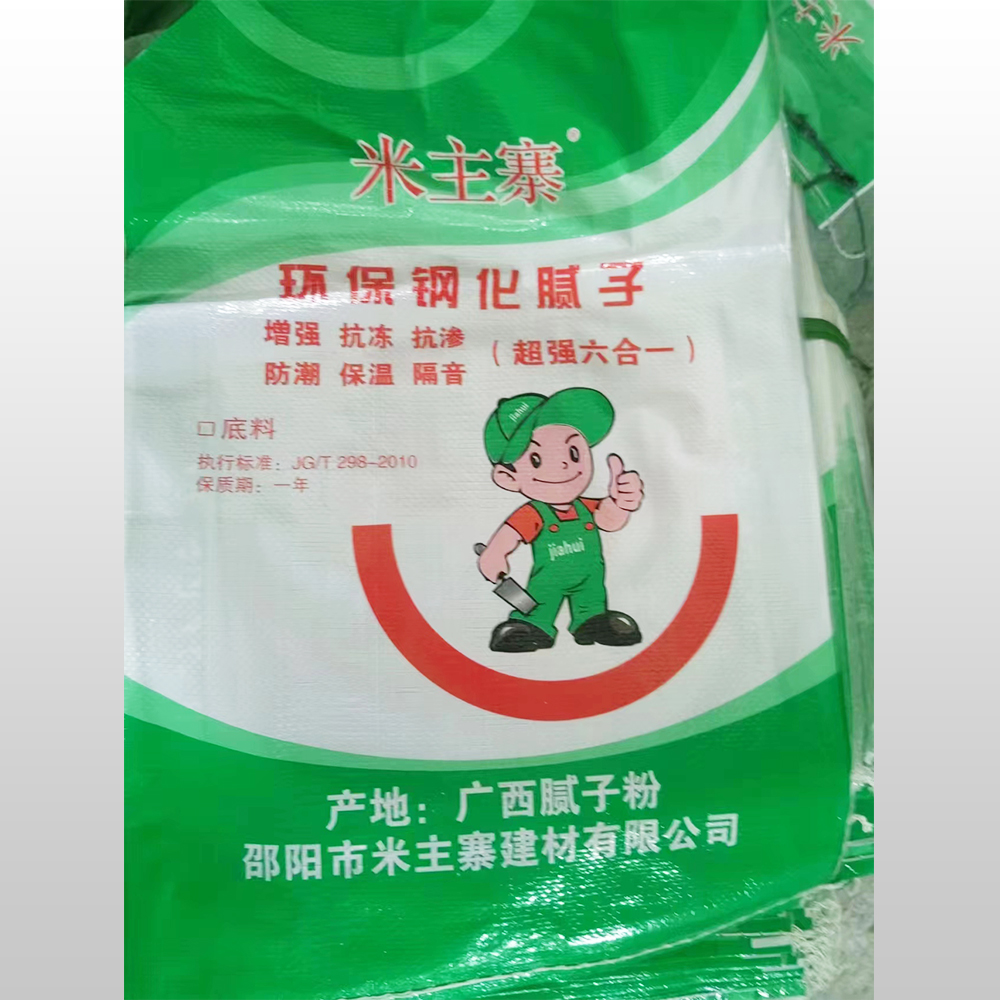 米主寨®
环保钢化腻子
增强 抗冻 抗渗
防潮 保温 隔音
（超强六合一）
口底料
执行标准：JG/T 298-2010
保质期：一年
jiahui
jiahui
产地：广西腻子粉
邵阳市米主寨建材有限公司
米